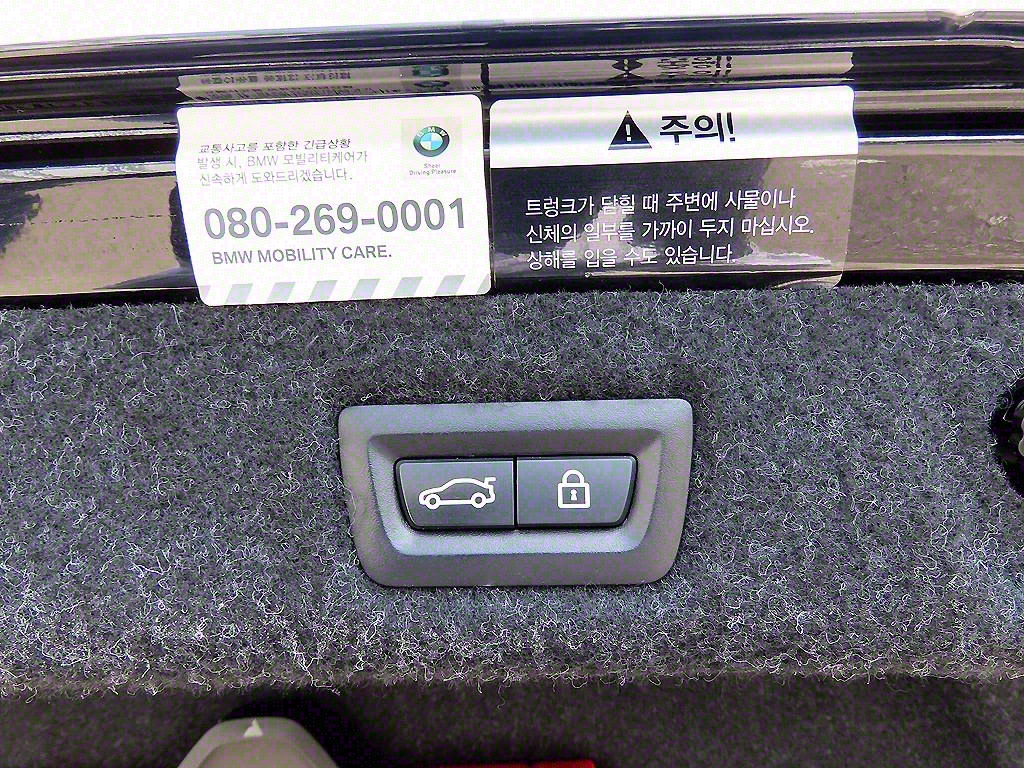 교통사고를 포함한 긴급상황
발생 시, BMW 모빌리티케어가
신속하게 도와드리겠습니다.
BMW
Sheer
Driving Pleasure
080-269-0001
BMW MOBILITY CARE.
주의!
트렁크가 닫힐 때 주변에 사물이나
신체의 일부를 가까이 두지 마십시오.
상해를 입을 수도 있습니다.